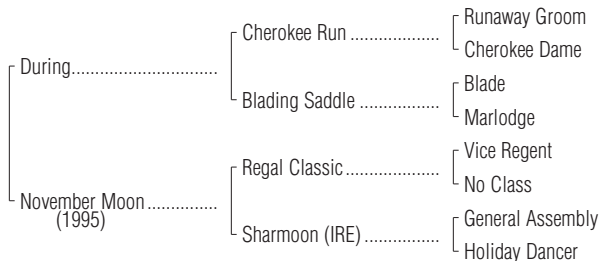 Runaway Groom
Cherokee Run ..................
Cherokee Dame
During.............................
Blade
Blading Saddle ................
Marlodge
Vice Regent
Regal Classic...................
No Class
November Moon..............
(1995)
General Assembly
Sharmoon (IRE) ...............
Holiday Dancer